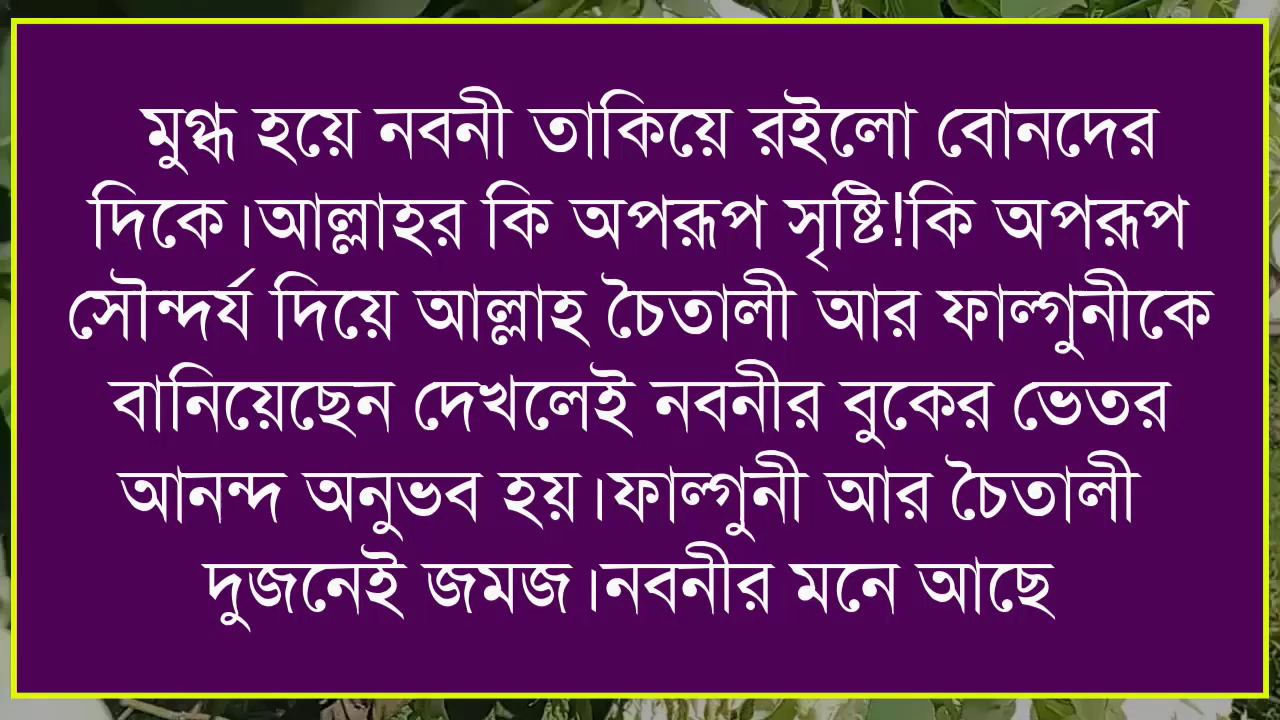 মুগ্ধ হয়ে নবনী তাকিয়ে রইলো বোনদের
দিকে।আল্লাহর কি অপরূপ সৃষ্টি!কি অপরূপ
সৌন্দর্য দিয়ে আল্লাহ চৈতালী আর ফাল্গুনীকে
বানিয়েছেন দেখলেই নবনীর বুকের ভেতর
আনন্দ অনুভব হয়।ফাল্গুনী আর চৈতালী
দুজনেই জমজ।নবনীর মনে আছে